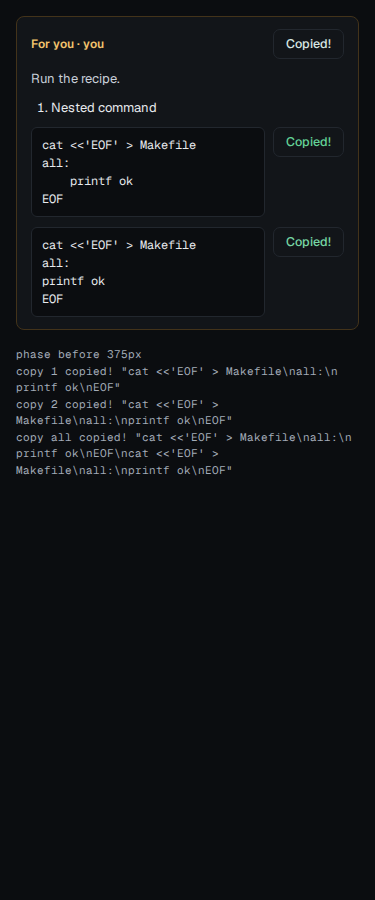 For you · you
Copied!
Run the recipe.
1. Nested command
cat <<'EOF' > Makefile
all:
    printf ok
EOF
Copied!
cat <<'EOF' > Makefile
all:
printf ok
EOF
Copied!
phase before 375px
copy 1 copied! "cat <<'EOF' > Makefile\nall:\n
printf ok\nEOF"
copy 2 copied! "cat <<'EOF' >
Makefile\nall:\nprintf ok\nEOF"
copy all copied! "cat <<'EOF' > Makefile\nall:\n
printf ok\nEOF\ncat <<'EOF' >
Makefile\nall:\nprintf ok\nEOF"